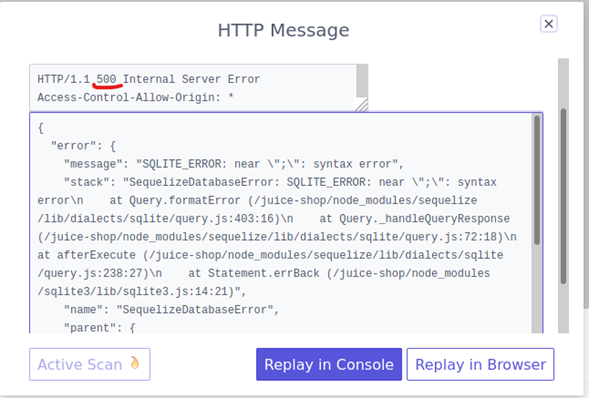 HTTP Message
HTTP/1.1 500 Internal Server Error
Access-Control-Allow-Origin: *
{
  "error": {
    "message": "SQLITE_ERROR: near \";\": syntax error",
    "stack": "SequelizeDatabaseError: SQLITE_ERROR: near \";\": syntax
error\n    at Query.formatError (/juice-shop/node_modules/sequelize
/lib/dialects/sqlite/query.js:403:16)\n    at Query._handleQueryResponse
(/juice-shop/node_modules/sequelize/lib/dialects/sqlite/query.js:72:18)\n
at afterExecute (/juice-shop/node_modules/sequelize/lib/dialects/sqlite
/query.js:238:27)\n    at Statement.errBack (/juice-shop/node_modules
/sqlite3/lib/sqlite3.js:14:21)",
    "name": "SequelizeDatabaseError",
    "parent": {
Active Scan 🔥
Replay in Console
Replay in Browser